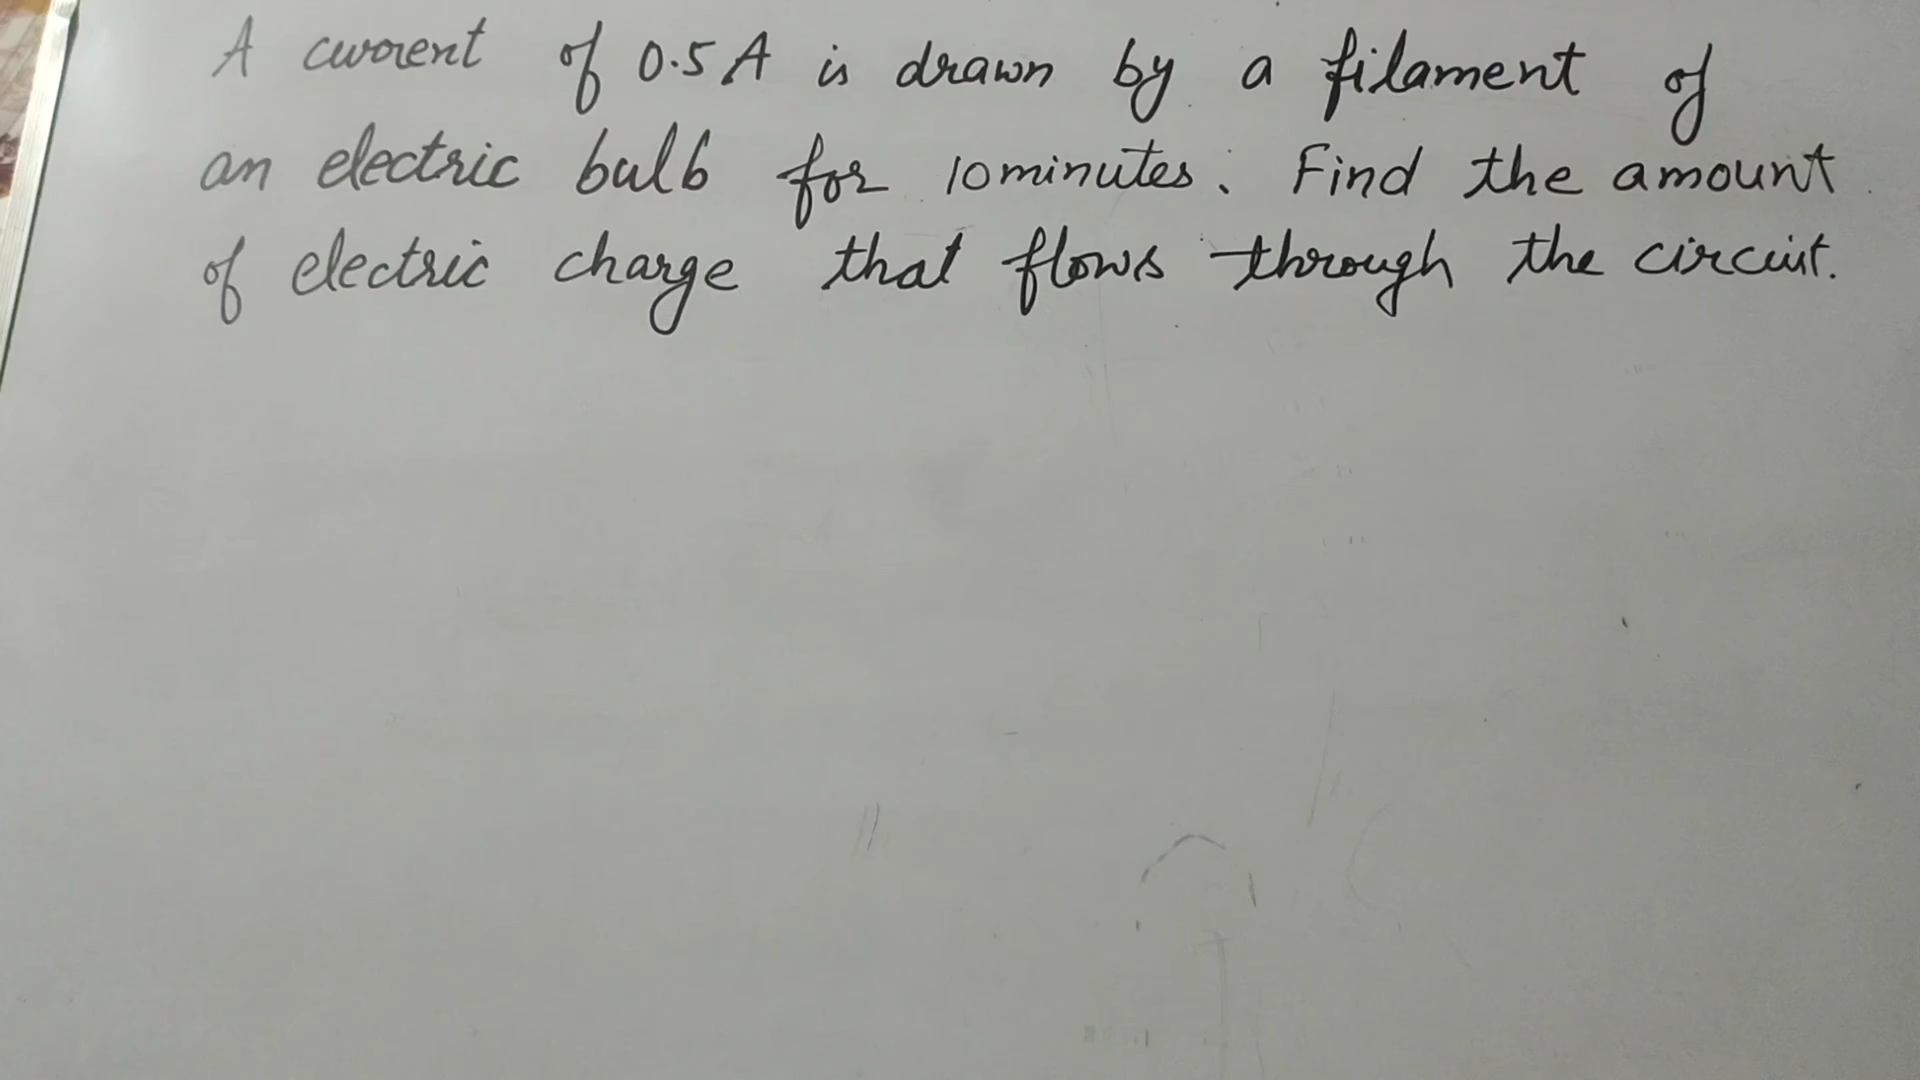 A current of 0.5 A is drawn by a filament of
an electric bulb for 10 minutes. Find the amount
of electric charge that flows through the circuit.